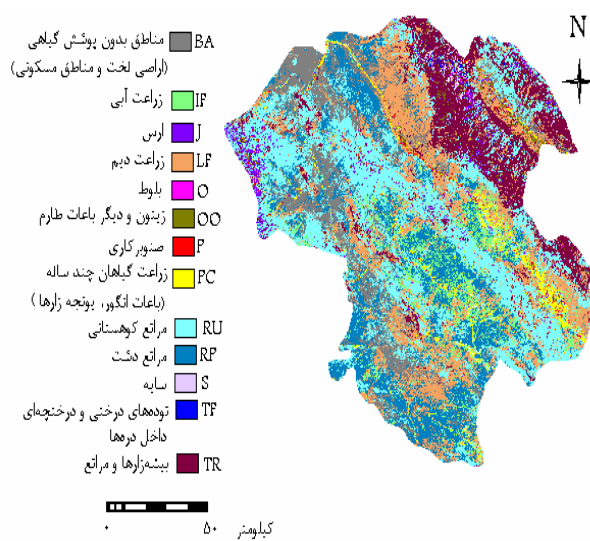 N
مناطق بدون پوشش گیاهی BA
(اراضی لخت و مناطق مسکونی)
زراعت آبی IF
ارس J
زراعت دیم LF
بلوط O
زیتون و دیگر باغات طارم OO
صنوبرکاری P
زراعت گیاهان چند ساله PC
(باغات انگور، یونجه زارها)
مراتع کوهستانی RU
مراتع دشت RP
سایه S
توده‌های درختی و درختچه‌ای TF
داخل دره‌ها
بیشه‌زارها و مراتع TR
۰ ۵۰ کیلومتر